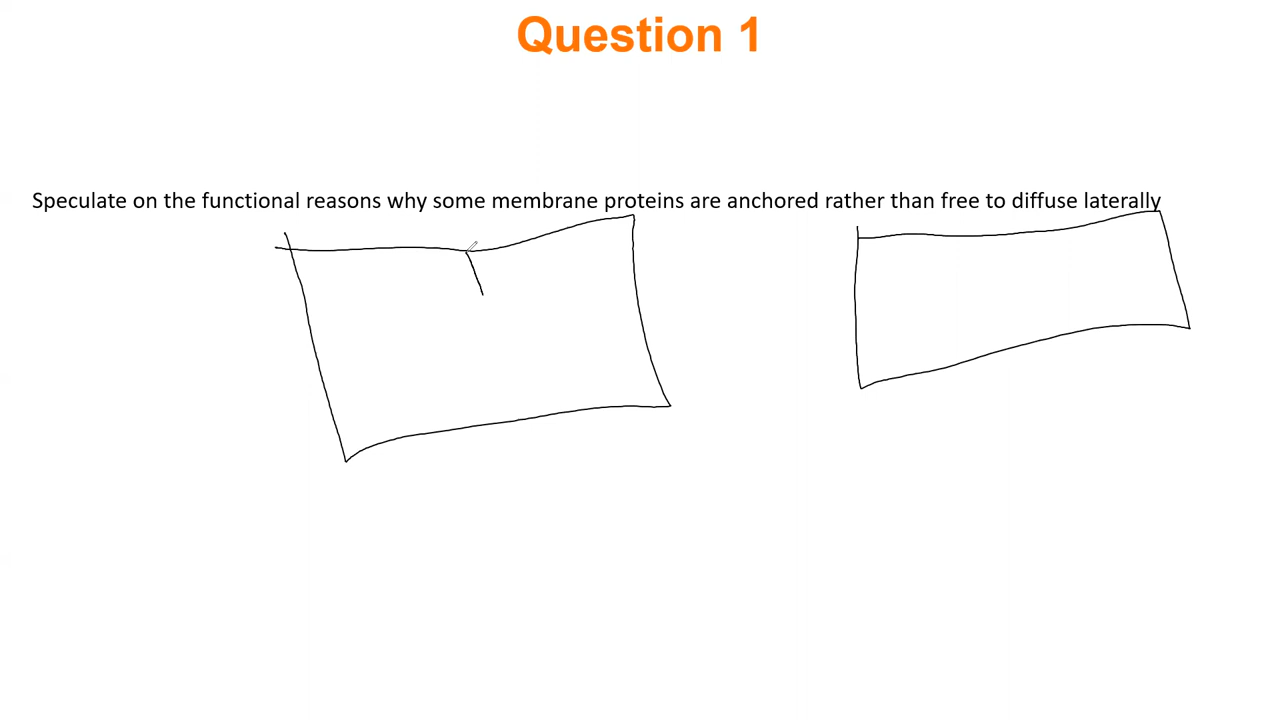 Question 1
Speculate on the functional reasons why some membrane proteins are anchored rather than free to diffuse laterally